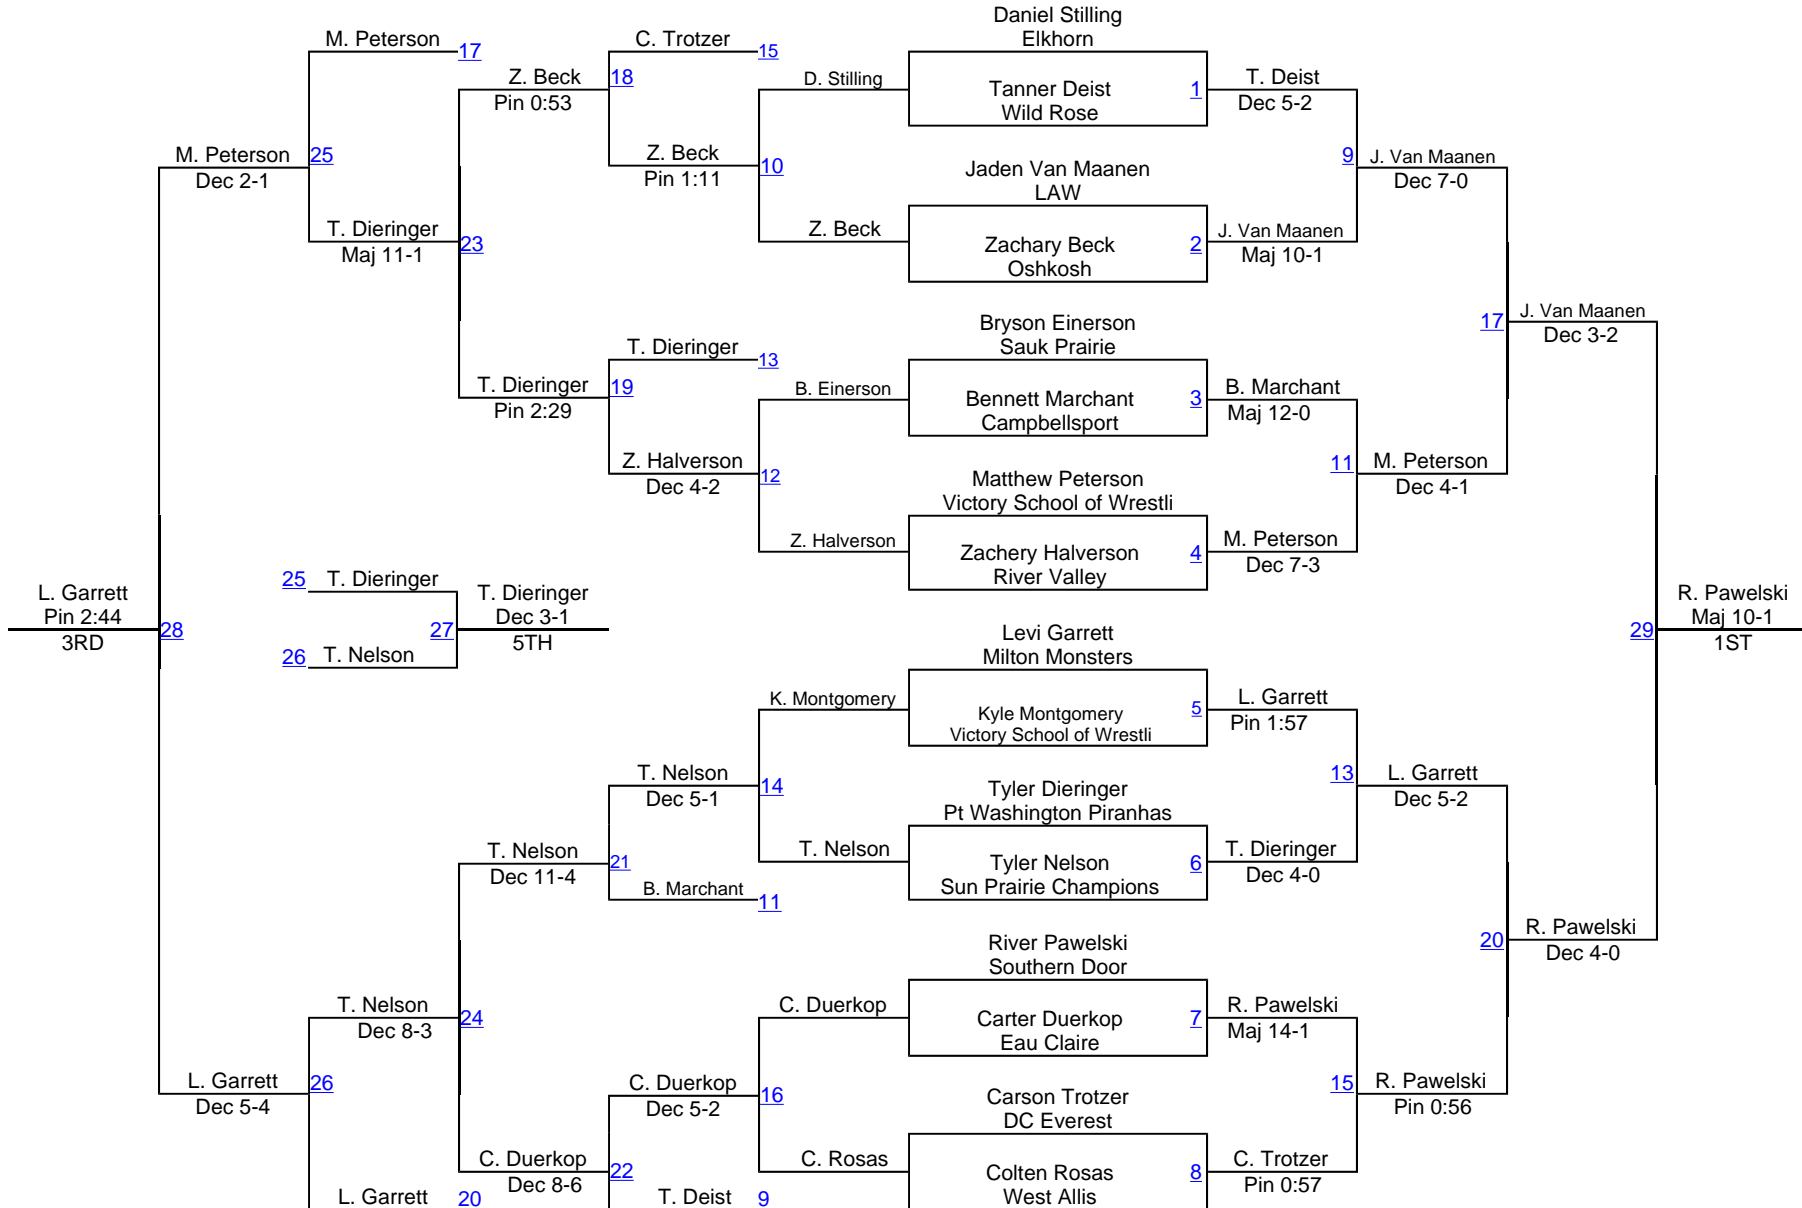 Daniel Stilling
Elkhorn
M. Peterson
17
C. Trotzer
15
Z. Beck
Pin 0:53
18
D. Stilling
Tanner Deist
Wild Rose
1
T. Deist
Dec 5-2
M. Peterson
Dec 2-1
25
Z. Beck
Pin 1:11
10
Jaden Van Maanen
LAW
9
J. Van Maanen
Dec 7-0
T. Dieringer
Maj 11-1
23
Z. Beck
Zachary Beck
Oshkosh
2
J. Van Maanen
Maj 10-1
Bryson Einerson
Sauk Prairie
17
J. Van Maanen
Dec 3-2
T. Dieringer
13
T. Dieringer
Pin 2:29
19
B. Einerson
Bennett Marchant
Campbellsport
3
B. Marchant
Maj 12-0
Z. Halverson
Dec 4-2
12
Matthew Peterson
Victory School of Wrestli
11
M. Peterson
Dec 4-1
Z. Halverson
Zachery Halverson
River Valley
4
M. Peterson
Dec 7-3
25
T. Dieringer
L. Garrett
Pin 2:44
3RD
28
27
T. Dieringer
Dec 3-1
5TH
26
T. Nelson
Levi Garrett
Milton Monsters
29
R. Pawelski
Maj 10-1
1ST
K. Montgomery
Kyle Montgomery
Victory School of Wrestli
5
L. Garrett
Pin 1:57
T. Nelson
Dec 5-1
14
Tyler Dieringer
Pt Washington Piranhas
13
L. Garrett
Dec 5-2
T. Nelson
Dec 11-4
21
T. Nelson
Tyler Nelson
Sun Prairie Champions
6
T. Dieringer
Dec 4-0
B. Marchant
11
River Pawelski
Southern Door
20
R. Pawelski
Dec 4-0
T. Nelson
Dec 8-3
24
C. Duerkop
Carter Duerkop
Eau Claire
7
R. Pawelski
Maj 14-1
L. Garrett
Dec 5-4
26
C. Duerkop
Dec 5-2
16
Carson Trotzer
DC Everest
15
R. Pawelski
Pin 0:56
C. Duerkop
Dec 8-6
22
C. Rosas
Colten Rosas
West Allis
8
C. Trotzer
Pin 0:57
L. Garrett
20
T. Deist
9